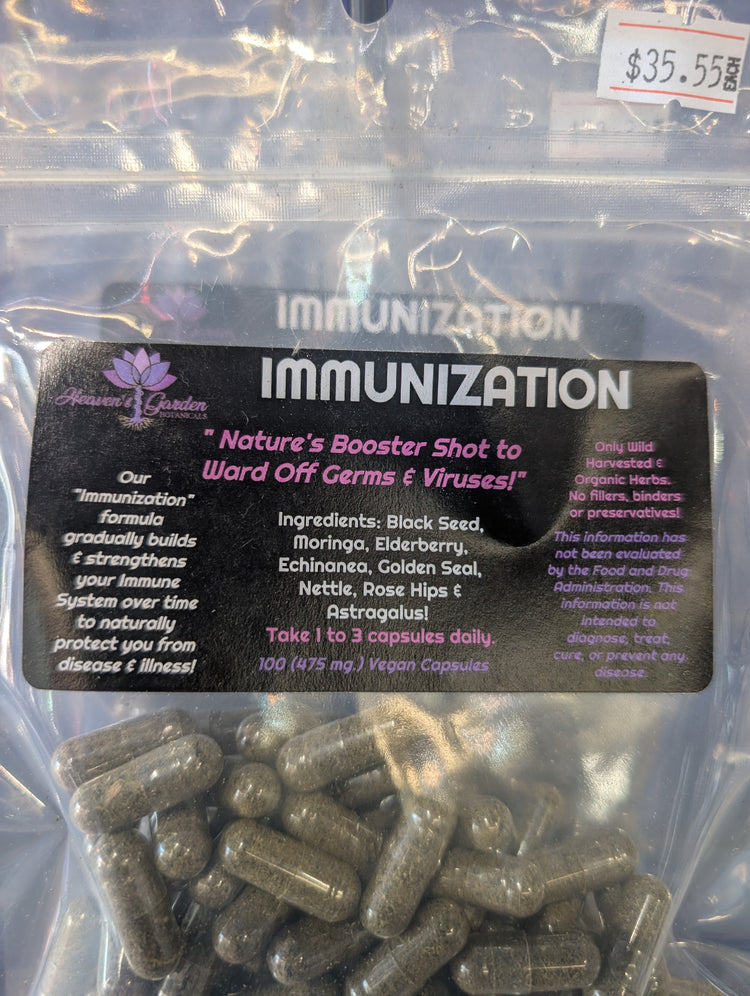 $35.55 EACH
IMMUNIZATION
IMMUNIZATION
Heaven's Garden
BOTANICALS
" Nature's Booster Shot to
Ward Off Germs & Viruses!"
Our
"Immunization"
formula
gradually builds
& strengthens
your Immune
System over time
to naturally
protect you from
disease & illness!
Ingredients: Black Seed,
Moringa, Elderberry,
Echinanea, Golden Seal,
Nettle, Rose Hips &
Astragalus!
Take 1 to 3 capsules daily.
100 (475 mg.) Vegan Capsules
Only Wild
Harvested &
Organic Herbs.
No fillers, binders
or preservatives!
This information has
not been evaluated
by the Food and Drug
Administration. This
information is not
intended to
diagnose, treat,
cure, or prevent any
disease.